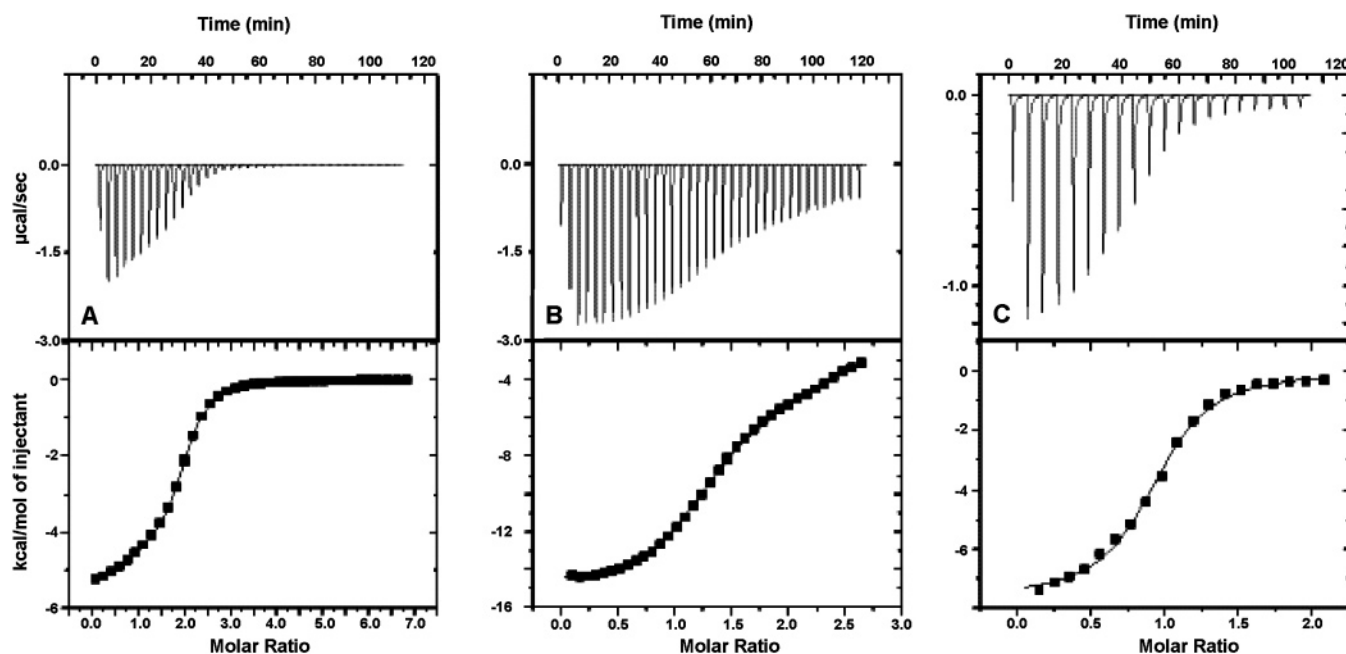 Time (min)
0 20 40 60 80 100 120
0.0
-1.5
-3.0
µcal/sec
A
0
-2
-4
-6
kcal/mol of injectant
0.0 1.0 2.0 3.0 4.0 5.0 6.0 7.0
Molar Ratio
Time (min)
0 20 40 60 80 100 120
0.0
-1.5
-3.0
B
-4
-8
-12
-16
0.0 0.5 1.0 1.5 2.0 2.5 3.0
Molar Ratio
Time (min)
0 20 40 60 80 100 120
0.0
-1.0
C
0
-2
-4
-6
0.0 0.5 1.0 1.5 2.0
Molar Ratio